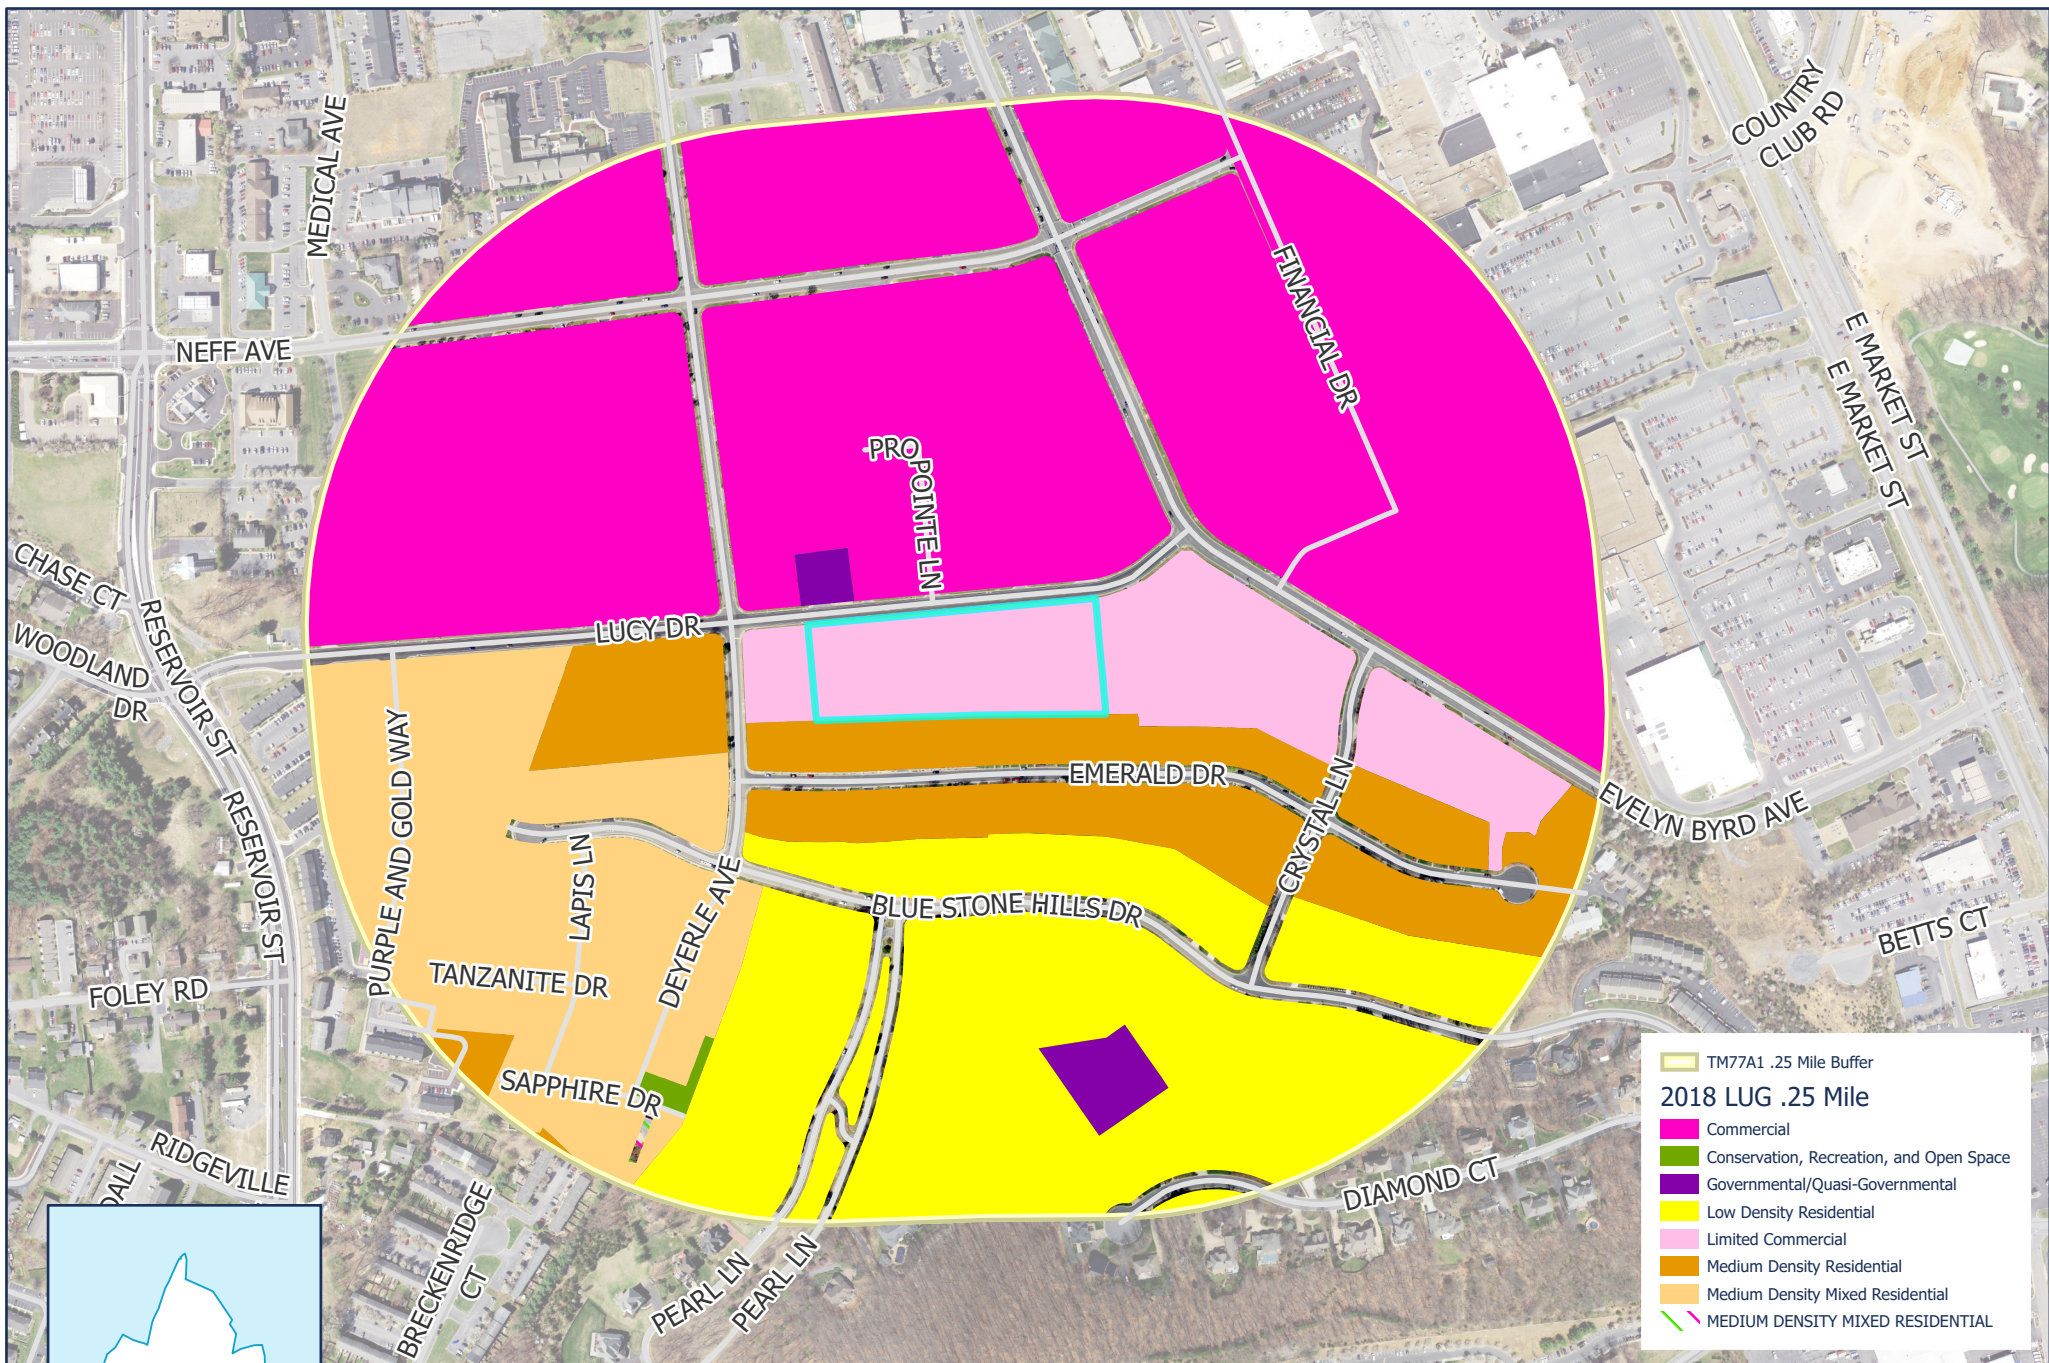 MEDICAL AVE
COUNTRY
CLUB RD
NEFF AVE
FINANCIAL DR
E MARKET ST
E MARKET ST
PRO POINTE LN
CHASE CT
WOODLAND
DR
RESERVOIR ST
LUCY DR
RESERVOIR ST
PURPLE AND GOLD WAY
EMERALD DR
CRYSTAL LN
EVELYN BYRD AVE
LAPIS LN
DEYERLE AVE
BLUE STONE HILLS DR
BETTS CT
TANZANITE DR
FOLEY RD
SAPPHIRE DR
RIDGEVILLE
DALL
BRECKENRIDGE
CT
PEARL LN
PEARL LN
DIAMOND CT
TM77A1 .25 Mile Buffer
2018 LUG .25 Mile
Commercial
Conservation, Recreation, and Open Space
Governmental/Quasi-Governmental
Low Density Residential
Limited Commercial
Medium Density Residential
Medium Density Mixed Residential
MEDIUM DENSITY MIXED RESIDENTIAL